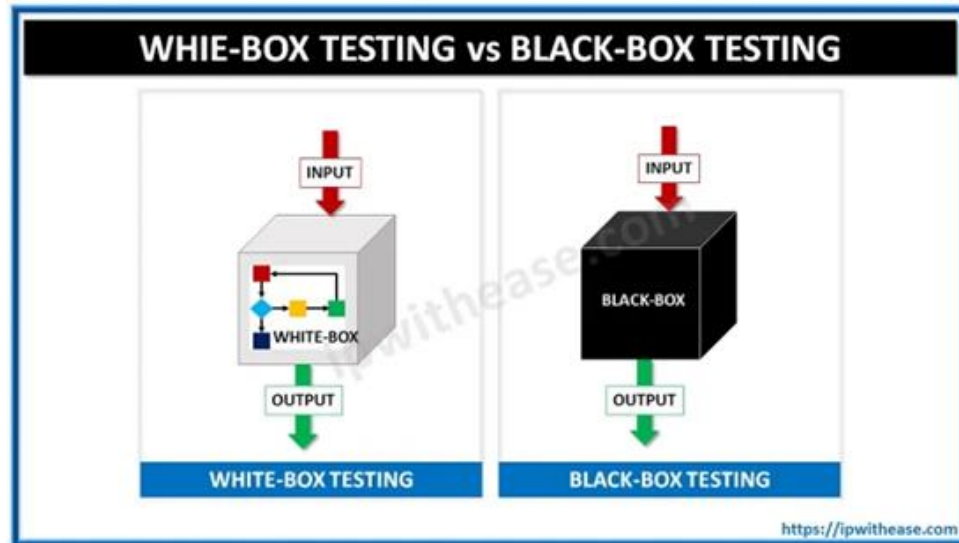 WHIE-BOX TESTING vs BLACK-BOX TESTING
INPUT
WHITE-BOX
OUTPUT
WHITE-BOX TESTING
INPUT
BLACK-BOX
OUTPUT
BLACK-BOX TESTING
ipwithease.com
https://ipwithease.com